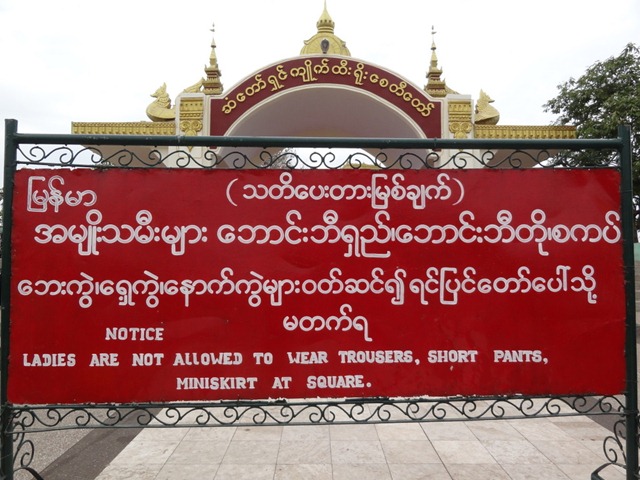 ဆံတော်ရှင်ကျိုက်ထီးရိုးစေတီတော်
မြန်မာ (သတိပေးတားမြစ်ချက်)
အမျိုးသမီးများ ဘောင်းဘီရှည်၊ဘောင်းဘီတို၊စကပ်
ဘေးကွဲ၊ရှေ့ကွဲ၊နောက်ကွဲများဝတ်ဆင်၍ရင်ပြင်တော်ပေါ်သို့
မတက်ရ
NOTICE
LADIES ARE NOT ALLOWED TO WEAR TROUSERS, SHORT PANTS,
MINISKIRT AT SQUARE.